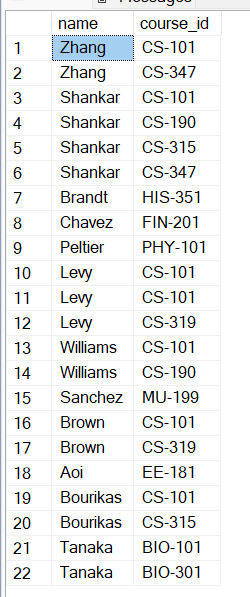 name course_id
1 Zhang CS-101
2 Zhang CS-347
3 Shankar CS-101
4 Shankar CS-190
5 Shankar CS-315
6 Shankar CS-347
7 Brandt HIS-351
8 Chavez FIN-201
9 Peltier PHY-101
10 Levy CS-101
11 Levy CS-101
12 Levy CS-319
13 Williams CS-101
14 Williams CS-190
15 Sanchez MU-199
16 Brown CS-101
17 Brown CS-319
18 Aoi EE-181
19 Bourikas CS-101
20 Bourikas CS-315
21 Tanaka BIO-101
22 Tanaka BIO-301